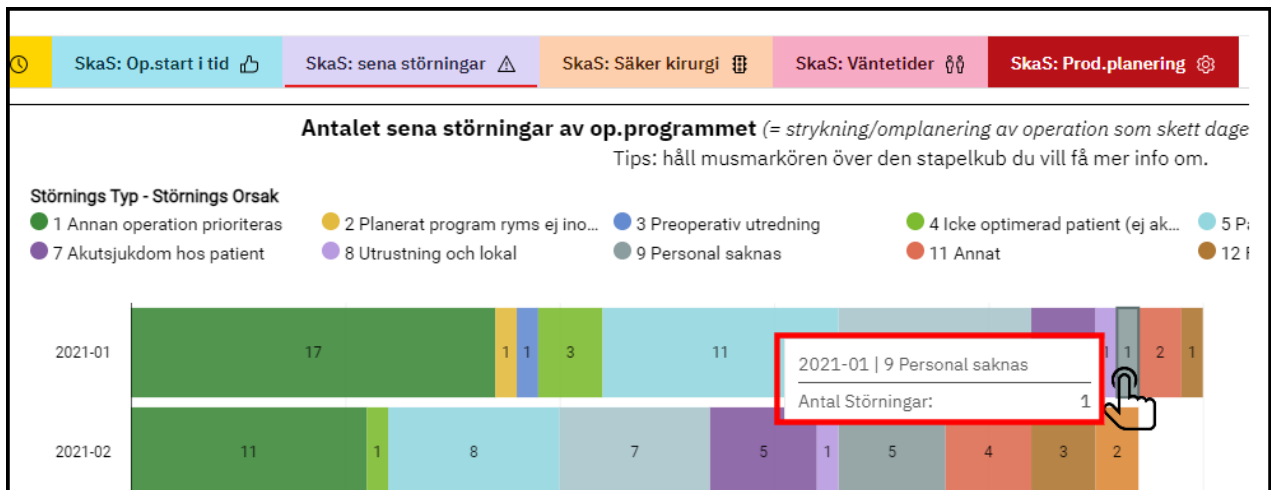 SkaS: Op.start i tid SkaS: sena störningar SkaS: Säker kirurgi SkaS: Väntetider SkaS: Prod.planering
Antalet sena störningar av op.programmet (= strykning/omplanering av operation som skett dage
Tips: håll musmarkören över den stapelkub du vill få mer info om.
Störnings Typ - Störnings Orsak
1 Annan operation prioriteras 2 Planerat program ryms ej ino... 3 Preoperativ utredning 4 Icke optimerad patient (ej ak... 5
7 Akutsjukdom hos patient 8 Utrustning och lokal 9 Personal saknas 11 Annat 12
2021-01 17 1 1 3 11 1 1 2 1
2021-01 | 9 Personal saknas
Antal Störningar: 1
2021-02 11 1 8 7 5 1 5 4 3 2